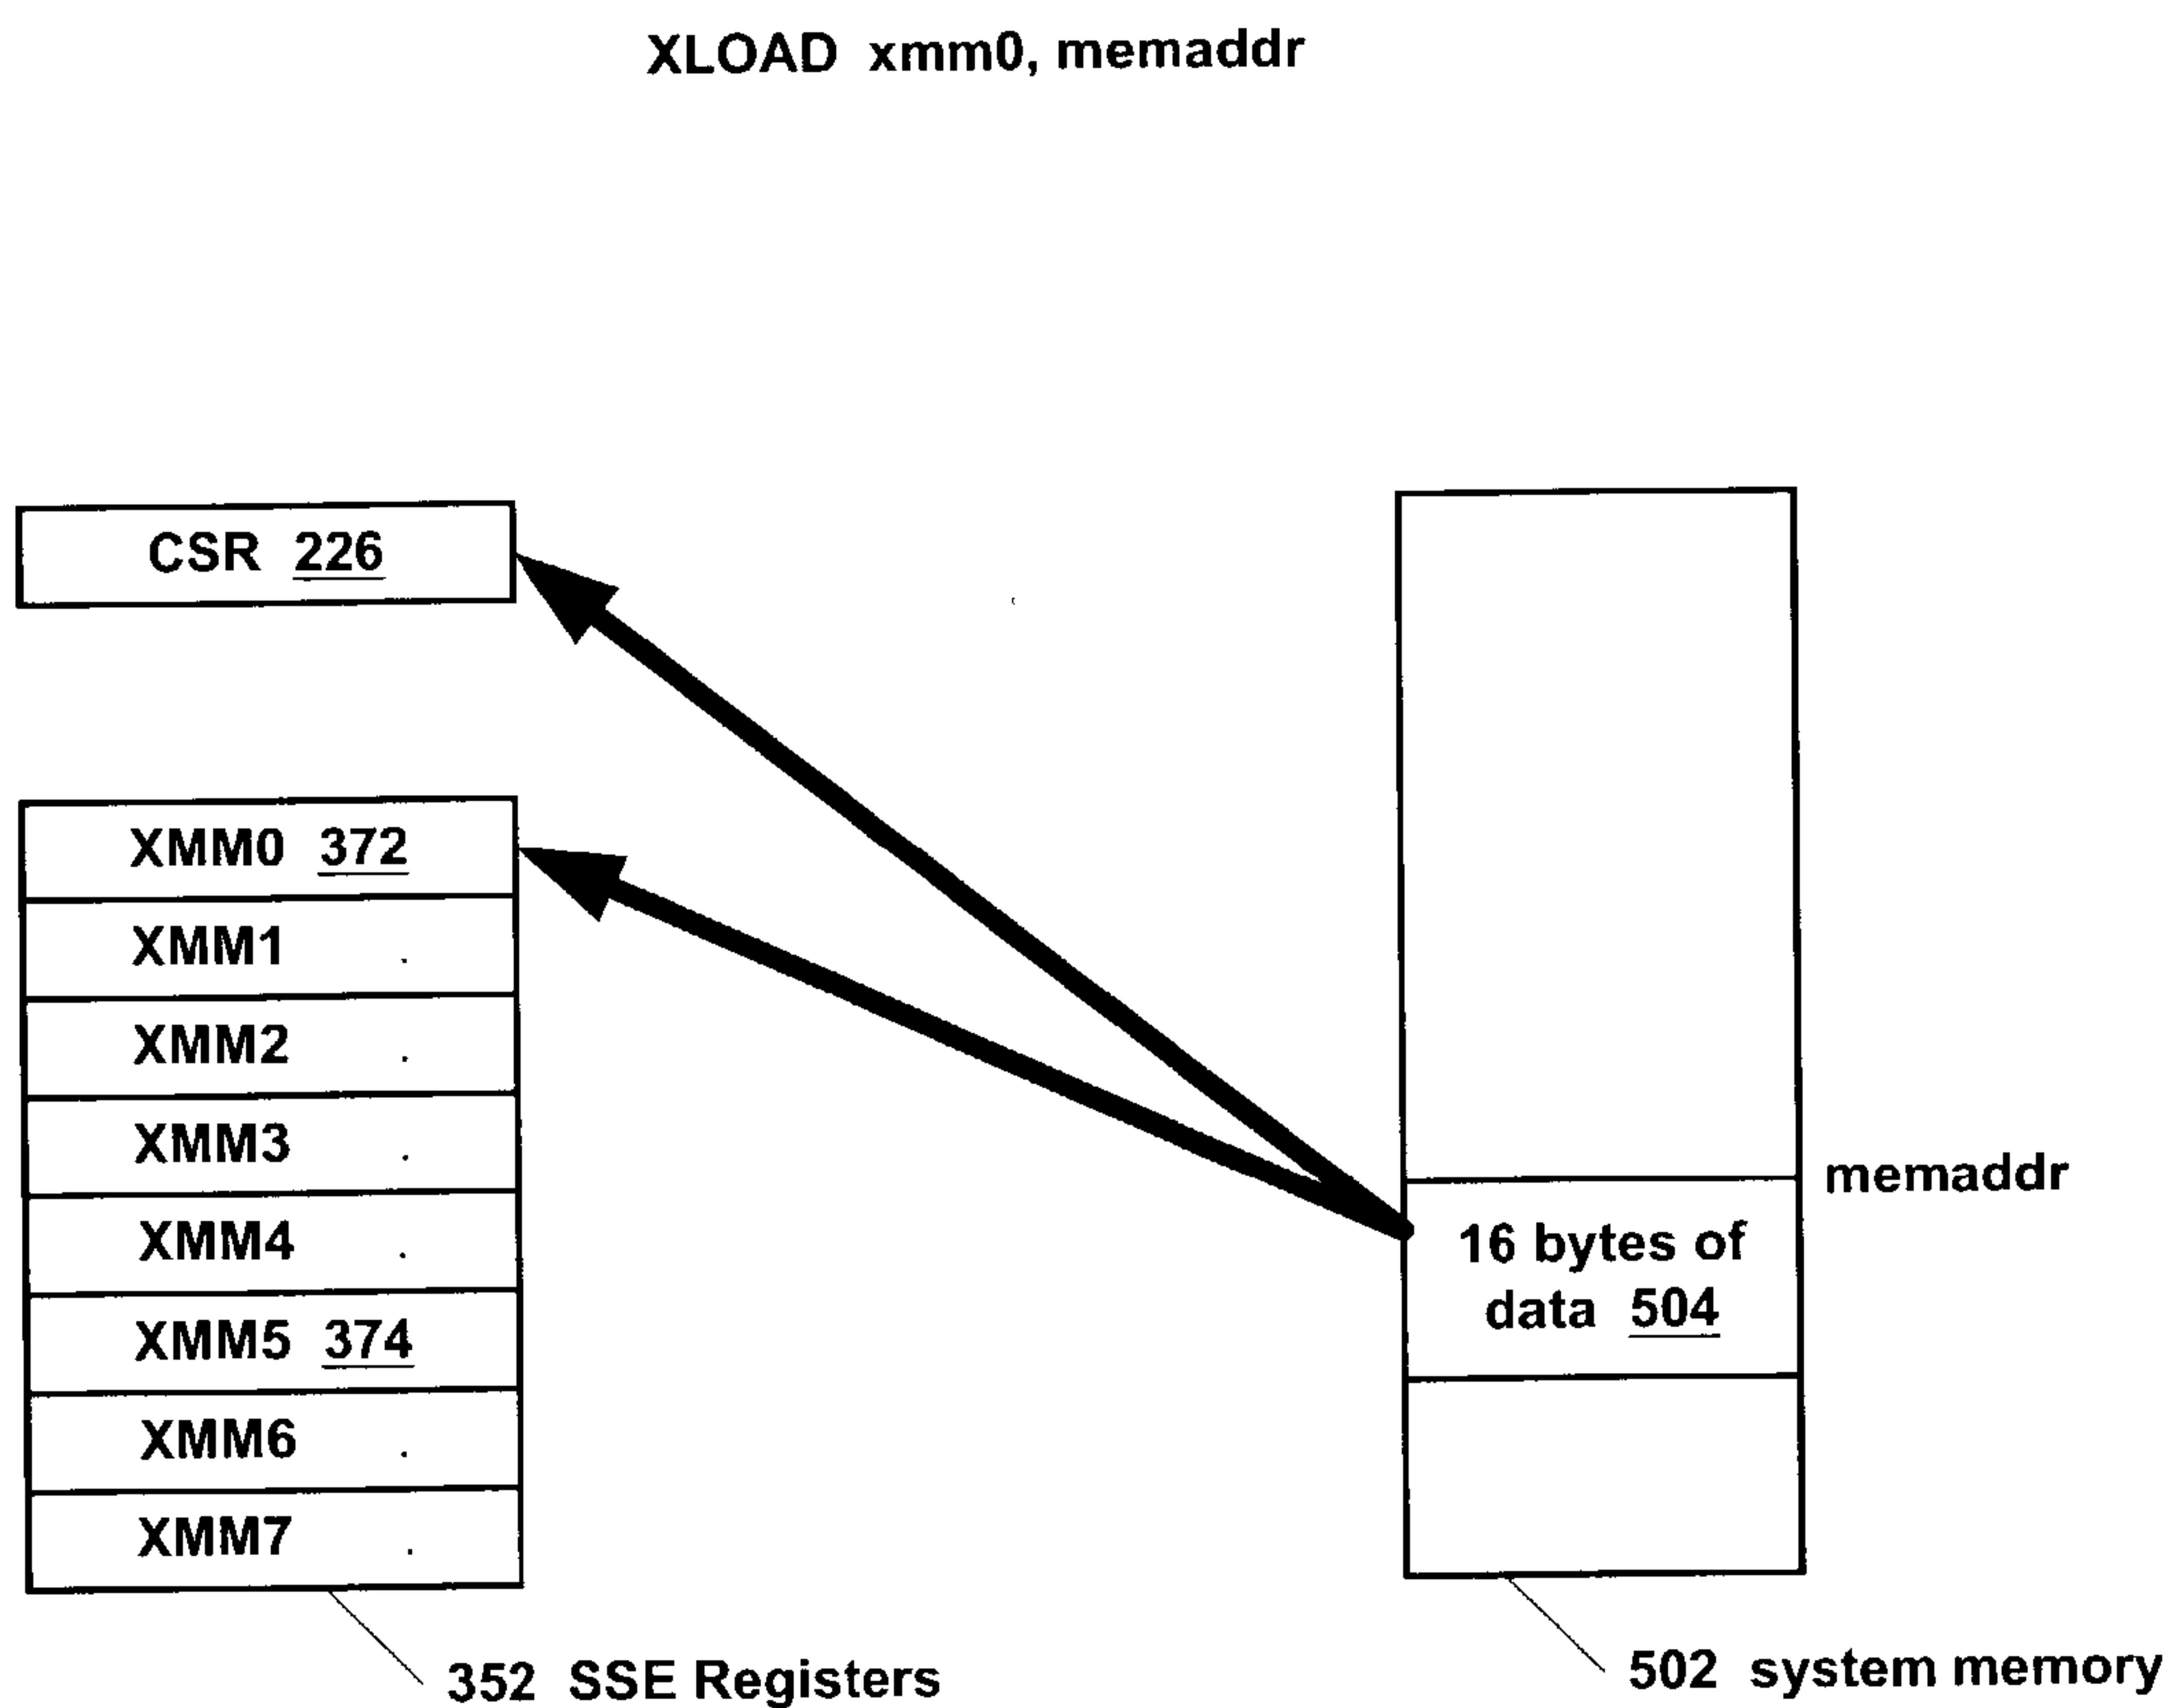 XLOAD xmm0, memaddr
CSR 226
XMM0 372
XMM1 .
XMM2 .
XMM3 .
XMM4 .
XMM5 374
XMM6 .
XMM7 .
352 SSE Registers
memaddr
16 bytes of
data 504
502 system memory